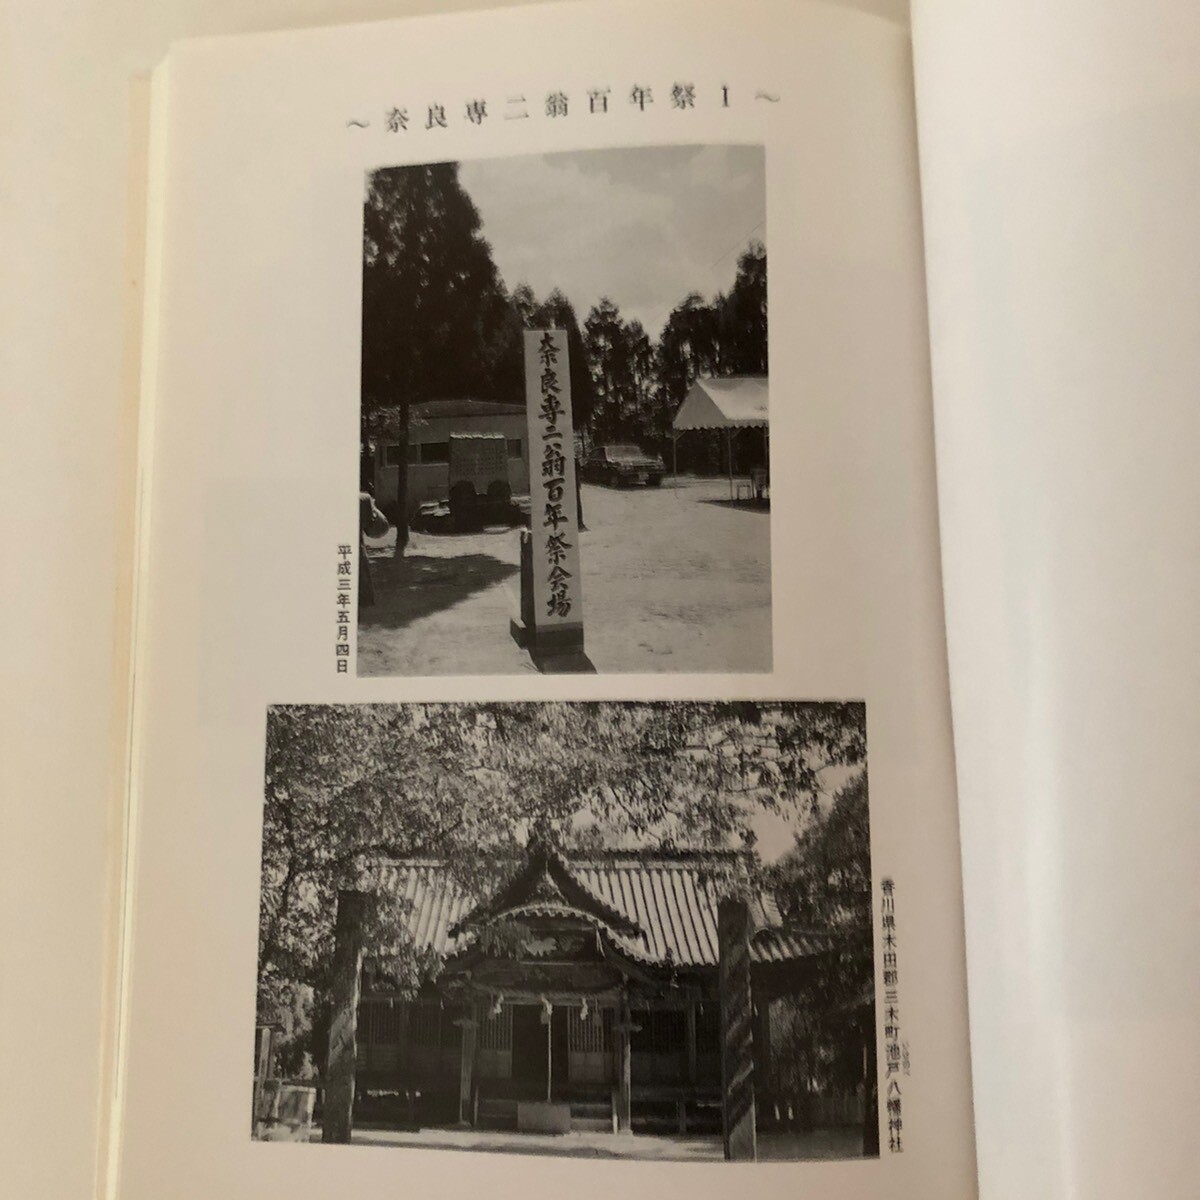 ～奈良専二翁百年祭１～
奈良専二翁百年祭会場
平成三年五月四日
香川県木田郡三木町池戸八幡神社